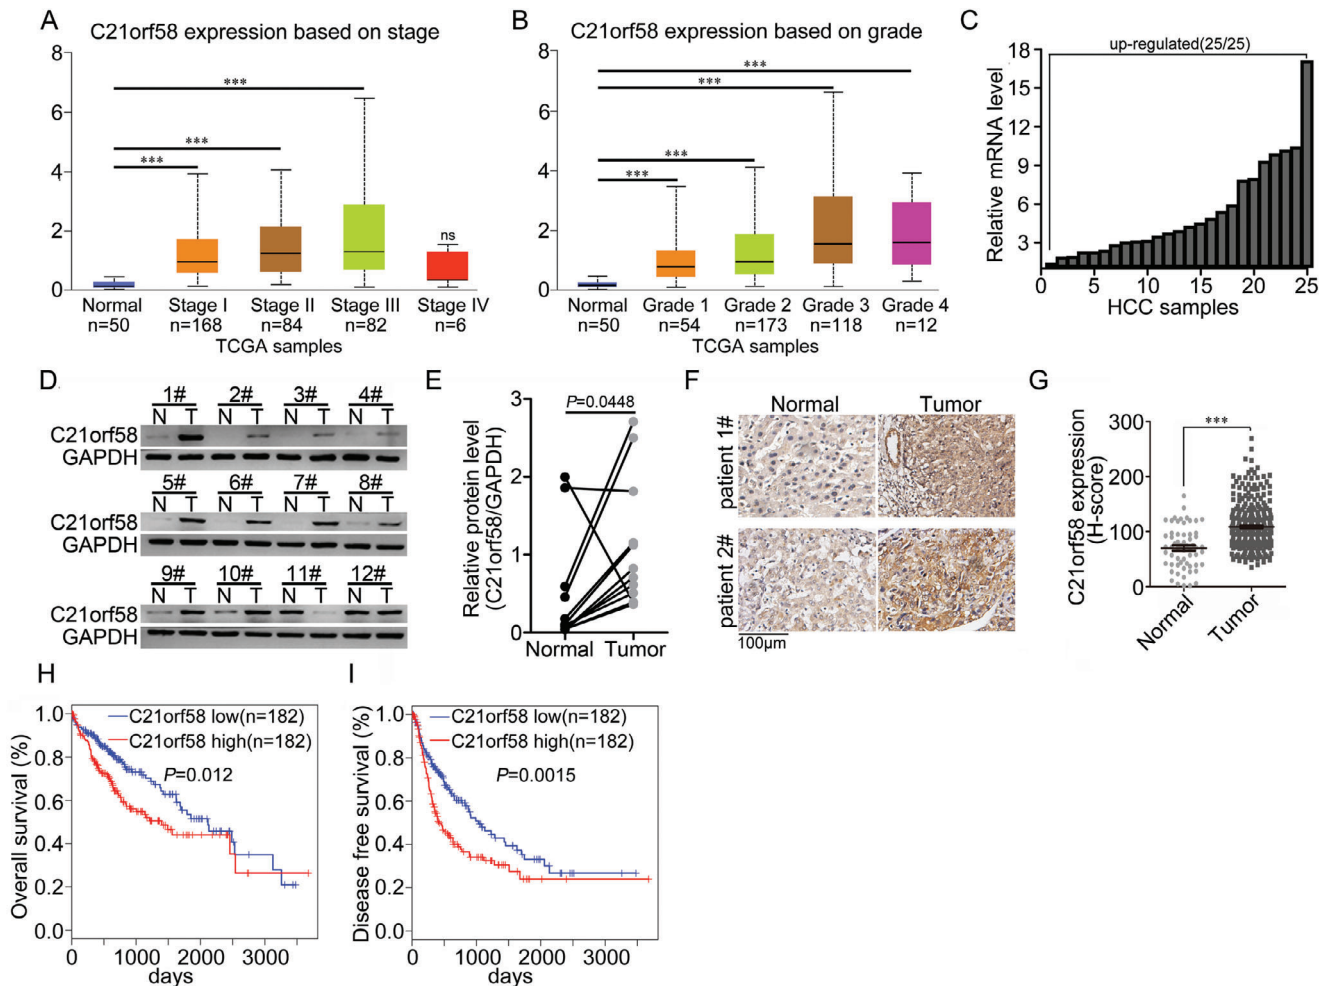 A
C21orf58 expression based on stage
8
6
4
2
0
***
***
***
ns
Normal Stage I Stage II Stage III Stage IV
n=50 n=168 n=84 n=82 n=6
TCGA samples
B
C21orf58 expression based on grade
8
6
4
2
0
***
***
***
***
Normal Grade 1 Grade 2 Grade 3 Grade 4
n=50 n=54 n=173 n=118 n=12
TCGA samples
C
up-regulated(25/25)
Relative mRNA level
18
15
12
9
6
3
0 5 10 15 20 25
HCC samples
D
1# 2# 3# 4#
N T N T N T N T
C21orf58
GAPDH
5# 6# 7# 8#
N T N T N T N T
C21orf58
GAPDH
9# 10# 11# 12#
N T N T N T N T
C21orf58
GAPDH
E
Relative protein level
(C21orf58/GAPDH)
3
2
1
0
P=0.0448
Normal Tumor
F
Normal Tumor
patient 1#
patient 2#
100μm
G
C21orf58 expression
(H-score)
300
200
100
0
***
Normal
Tumor
H
Overall survival (%)
1.0
0.8
0.6
0.4
0.2
0.0
C21orf58 low(n=182)
C21orf58 high(n=182)
P=0.012
0 1000 2000 3000
days
I
Disease free survival (%)
1.0
0.8
0.6
0.4
0.2
0.0
C21orf58 low(n=182)
C21orf58 high(n=182)
P=0.0015
0 1000 2000 3000
days